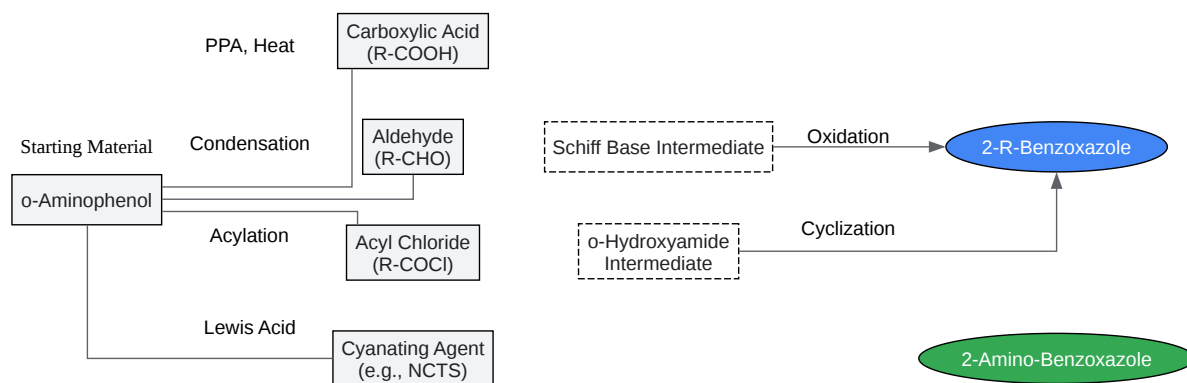 PPA, Heat
Carboxylic Acid
(R-COOH)
Condensation
Aldehyde
(R-CHO)
Starting Material
o-Aminophenol
Acylation
Acyl Chloride
(R-COCl)
Lewis Acid
Cyanating Agent
(e.g., NCTS)
Schiff Base Intermediate
Oxidation
2-R-Benzoxazole
o-Hydroxyamide
Intermediate
Cyclization
2-Amino-Benzoxazole